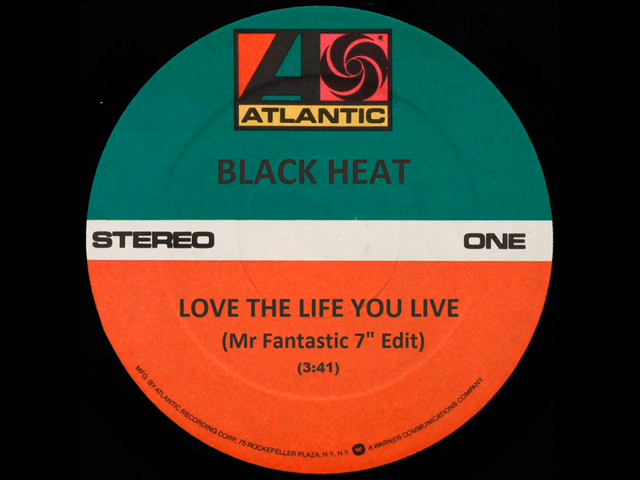 ATLANTIC
BLACK HEAT
STEREO
ONE
LOVE THE LIFE YOU LIVE
(Mr Fantastic 7" Edit)
(3:41)
MFG. BY ATLANTIC RECORDING CORP., 75 ROCKEFELLER PLAZA, N.Y., N.Y. W A WARNER COMMUNICATIONS COMPANY